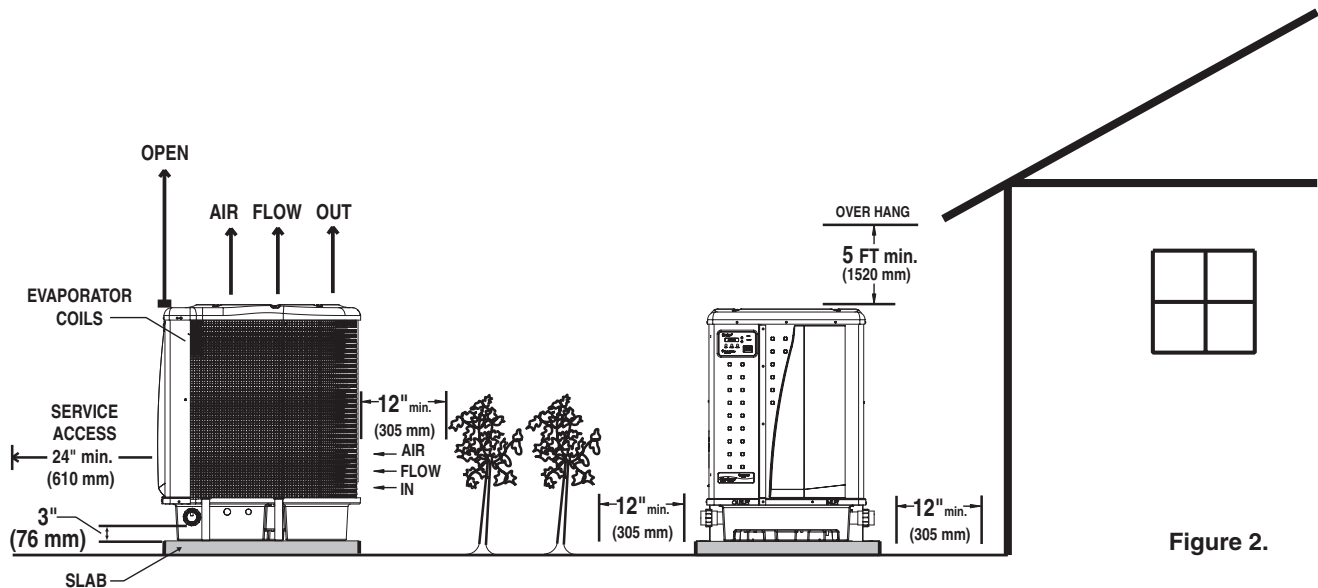 OPEN
AIR FLOW OUT
OVER HANG
5 FT min.
(1520 mm)
EVAPORATOR
COILS
SERVICE
ACCESS
24" min.
(610 mm)
12" min.
(305 mm)
AIR
FLOW
IN
12" min.
(305 mm)
12" min.
(305 mm)
3"
(76 mm)
SLAB
Figure 2.